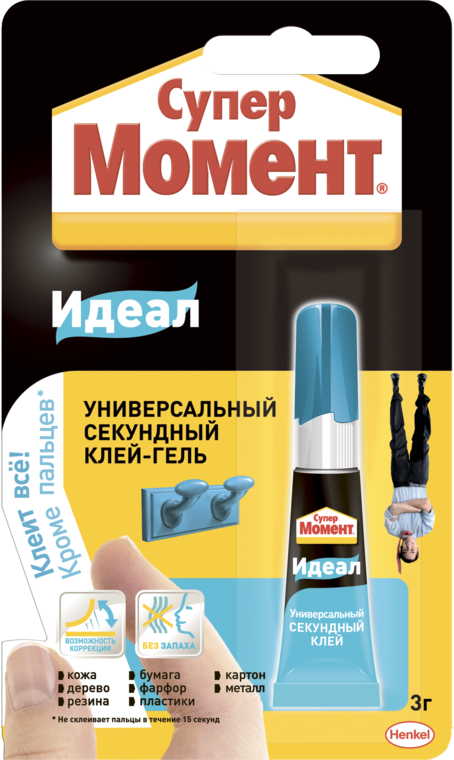 Супер
Момент®
Идеал
УНИВЕРСАЛЬНЫЙ
СЕКУНДНЫЙ
КЛЕЙ-ГЕЛЬ
Клеит всё!
Кроме пальцев*
Супер
Момент
Идеал
Универсальный
СЕКУНДНЫЙ
КЛЕЙ
ВОЗМОЖНОСТЬ
КОРРЕКЦИИ
БЕЗ ЗАПАХА
кожа
дерево
резина
бумага
фарфор
пластики
картон
металл
* Не склеивает пальцы в течение 15 секунд
3г
Henkel